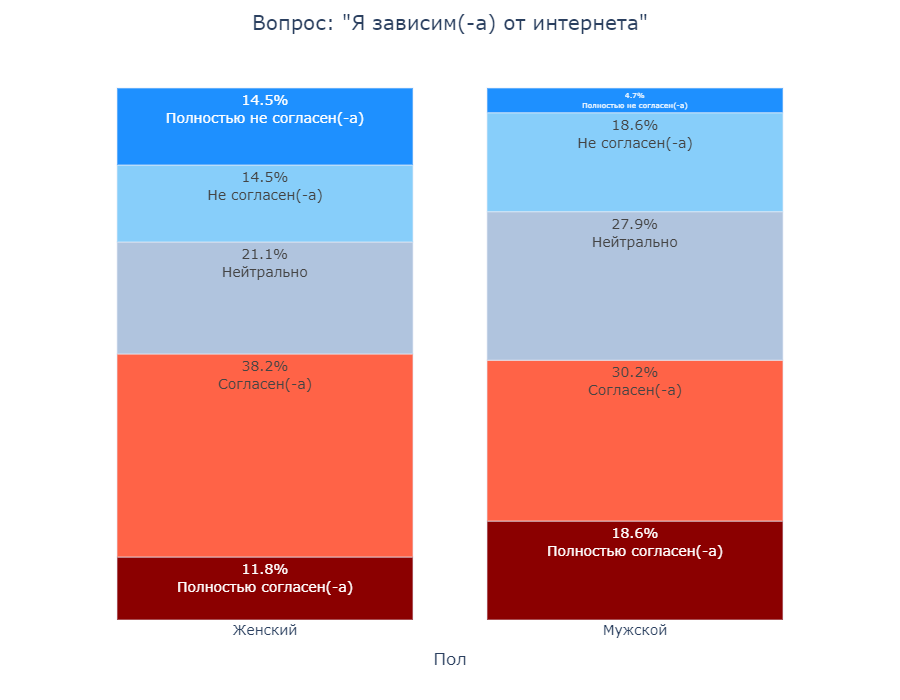 Вопрос: "Я зависим(-а) от интернета"
14.5%
Полностью не согласен(-а)
14.5%
Не согласен(-а)
21.1%
Нейтрально
38.2%
Согласен(-а)
11.8%
Полностью согласен(-а)
Женский
4.7%
Полностью не согласен(-а)
18.6%
Не согласен(-а)
27.9%
Нейтрально
30.2%
Согласен(-а)
18.6%
Полностью согласен(-а)
Мужской
Пол